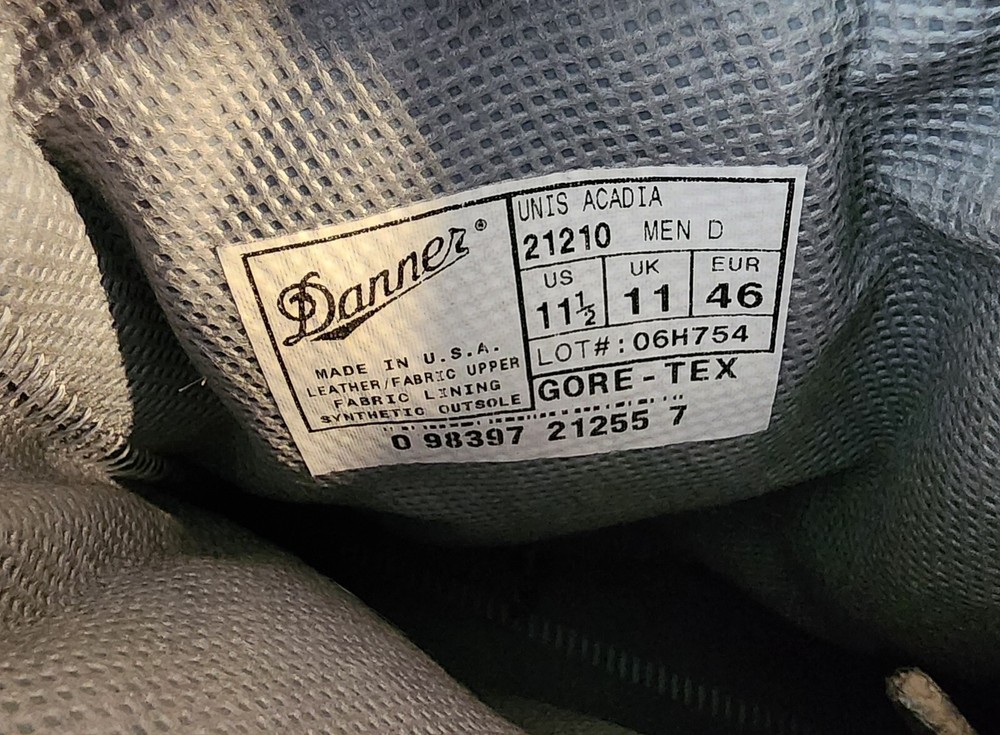 Danner®
MADE IN U.S.A.
LEATHER/FABRIC UPPER
FABRIC LINING
SYNTHETIC OUTSOLE
UNIS ACADIA
21210 MEN D
US UK EUR
11½ 11 46
LOT#:06H754
GORE-TEX
0 98397 21255 7